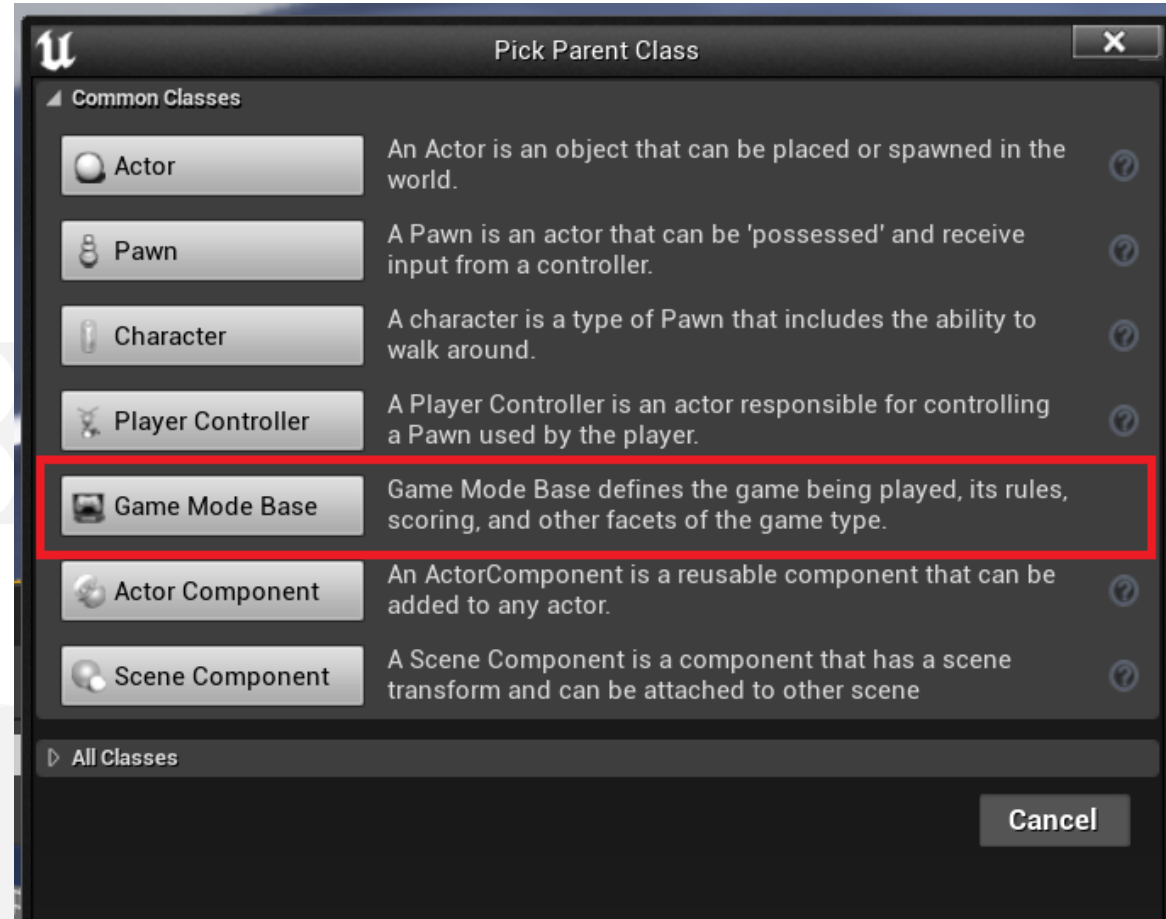 Pick Parent Class
Common Classes
Actor
An Actor is an object that can be placed or spawned in the
world.
Pawn
A Pawn is an actor that can be 'possessed' and receive
input from a controller.
Character
A character is a type of Pawn that includes the ability to
walk around.
Player Controller
A Player Controller is an actor responsible for controlling
a Pawn used by the player.
Game Mode Base
Game Mode Base defines the game being played, its rules,
scoring, and other facets of the game type.
Actor Component
An ActorComponent is a reusable component that can be
added to any actor.
Scene Component
A Scene Component is a component that has a scene
transform and can be attached to other scene
All Classes
Cancel